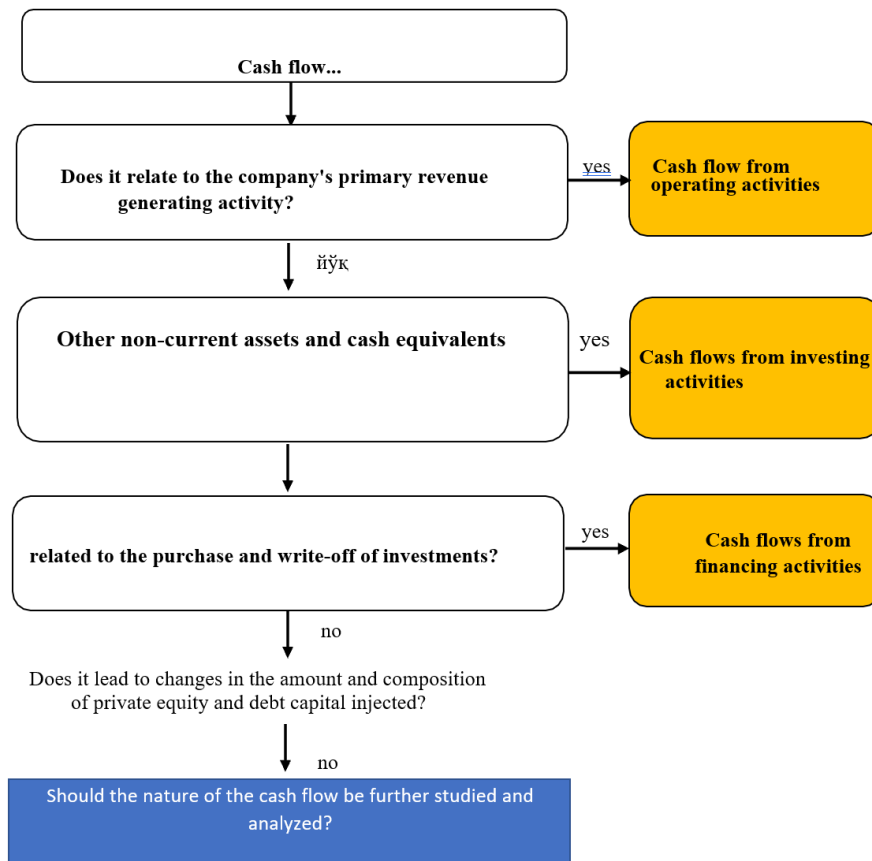 Cash flow...
Does it relate to the company's primary revenue
generating activity?
yes
Cash flow from
operating activities
йўқ
Other non-current assets and cash equivalents
yes
Cash flows from investing
activities
related to the purchase and write-off of investments?
yes
Cash flows from
financing activities
no
Does it lead to changes in the amount and composition
of private equity and debt capital injected?
no
Should the nature of the cash flow be further studied and
analyzed?